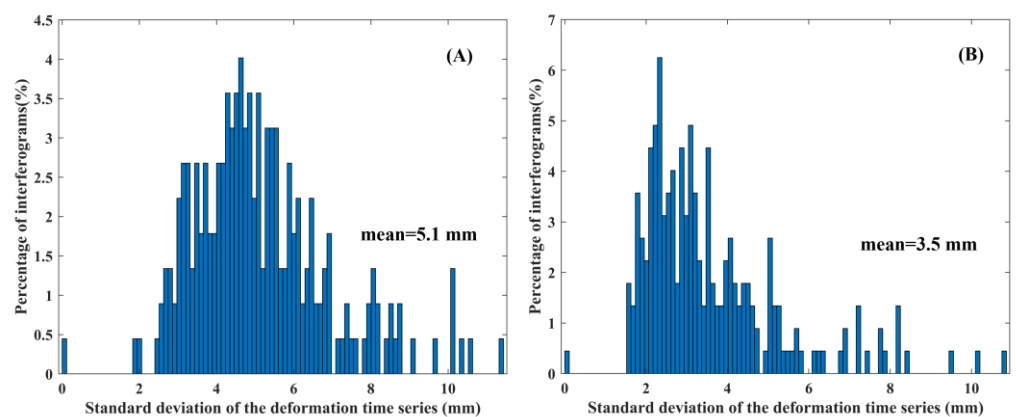 4.5
4
3.5
3
2.5
2
1.5
1
0.5
0
Percentage of interferograms(%)
(A)
mean=5.1 mm
0 2 4 6 8 10
Standard deviation of the deformation time series (mm)
7
6
5
4
3
2
1
0
Percentage of interferograms(%)
(B)
mean=3.5 mm
0 2 4 6 8 10
Standard deviation of the deformation time series (mm)